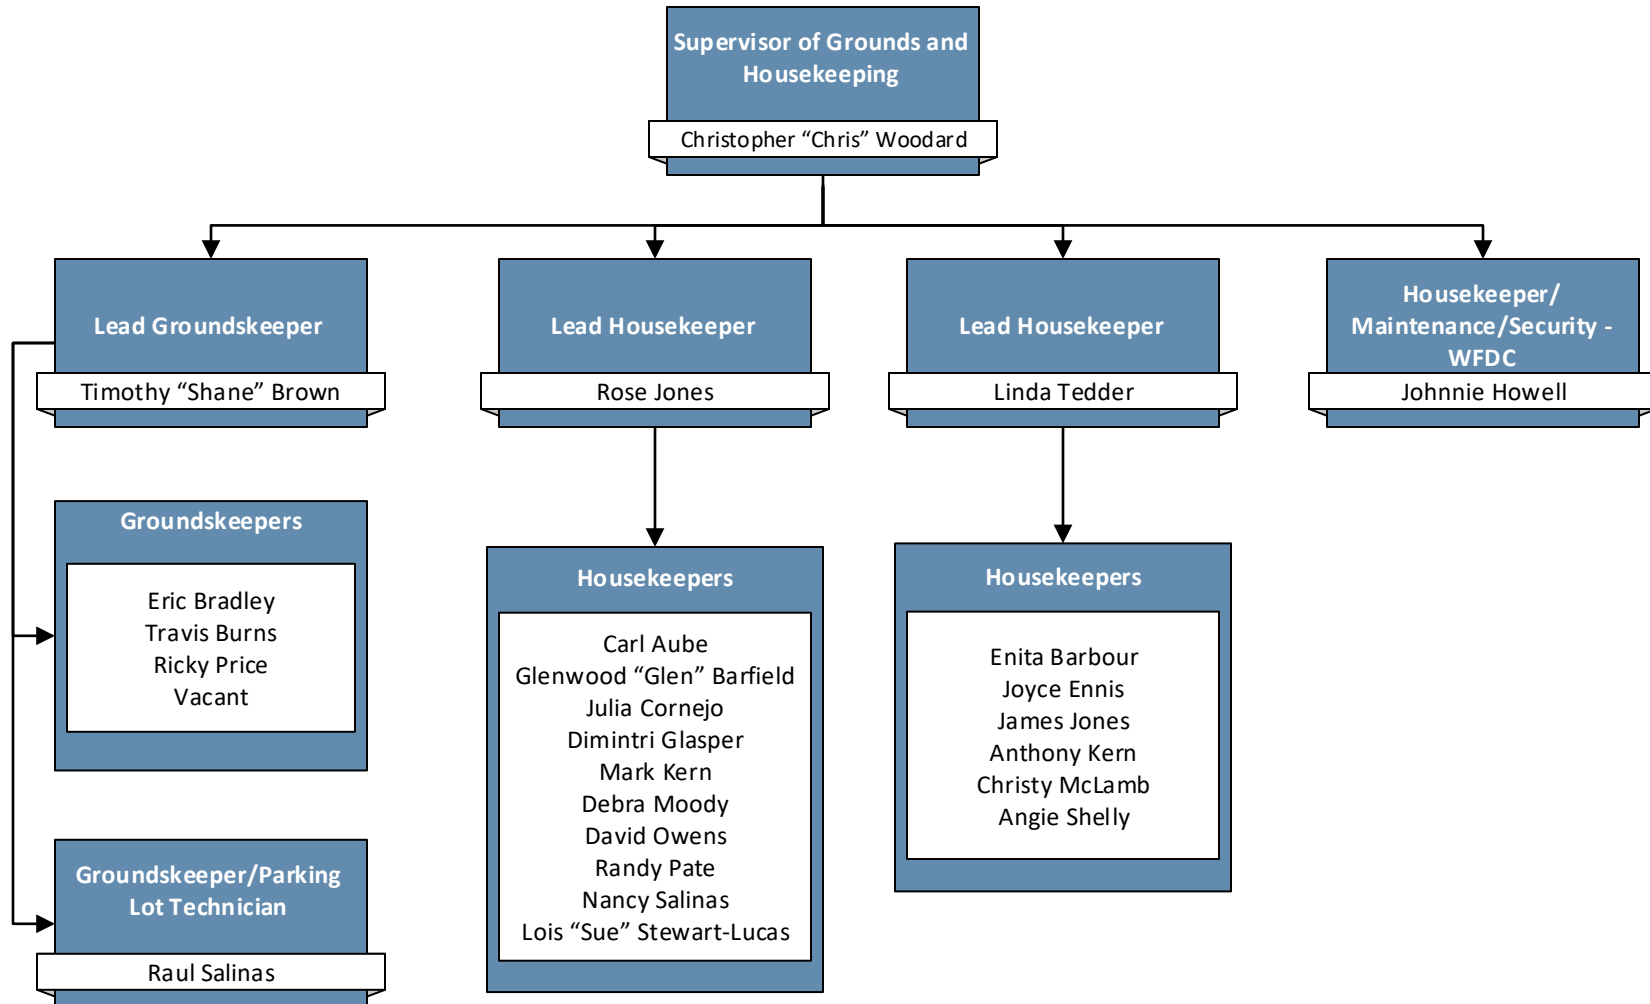 Supervisor of Grounds and
Housekeeping
Christopher “Chris” Woodard
Lead Groundskeeper
Timothy “Shane” Brown
Lead Housekeeper
Rose Jones
Lead Housekeeper
Linda Tedder
Housekeeper/
Maintenance/Security -
WFDC
Johnnie Howell
Groundskeepers
Eric Bradley
Travis Burns
Ricky Price
Vacant
Groundskeeper/Parking
Lot Technician
Raul Salinas
Housekeepers
Carl Aube
Glenwood “Glen” Barfield
Julia Cornejo
Dimintri Glasper
Mark Kern
Debra Moody
David Owens
Randy Pate
Nancy Salinas
Lois “Sue” Stewart-Lucas
Housekeepers
Enita Barbour
Joyce Ennis
James Jones
Anthony Kern
Christy McLamb
Angie Shelly